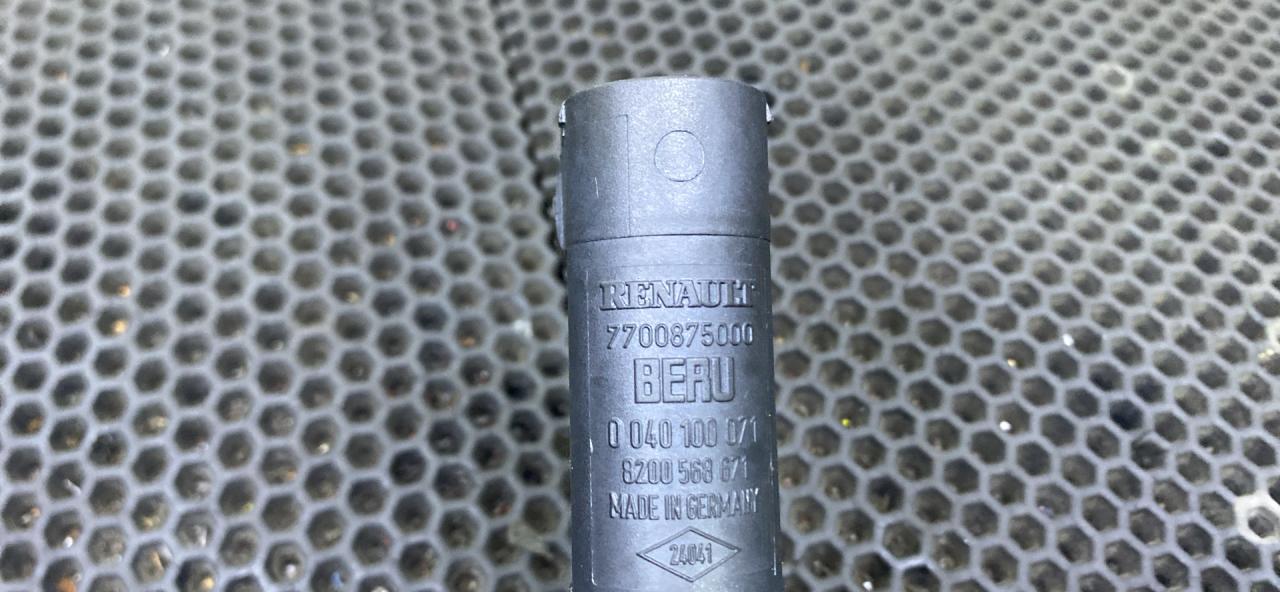 RENAULT
7700875000
BERU
0 040 100 071
8200 568 671
MADE IN GERMANY
24041